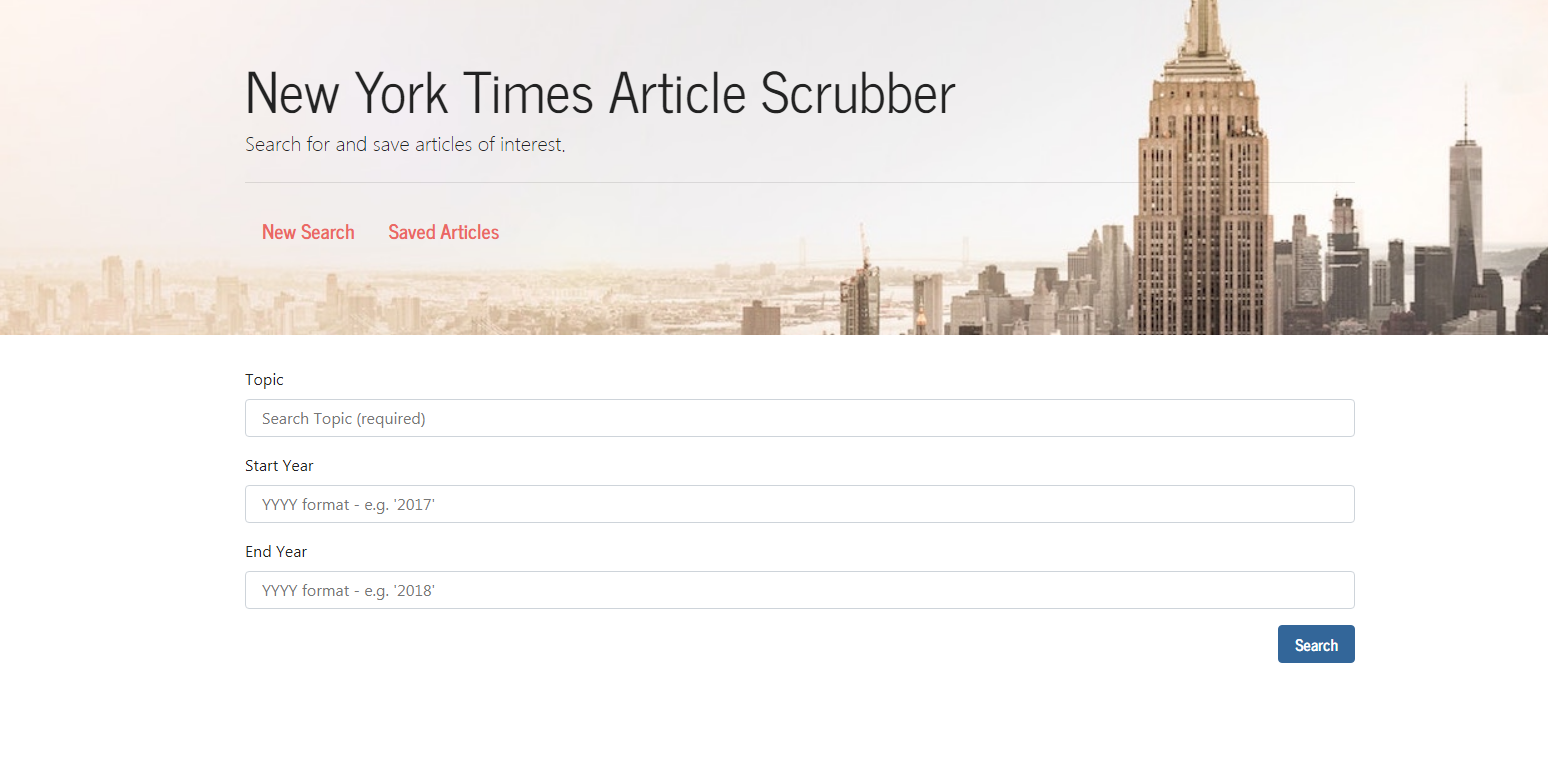 New York Times Article Scrubber
Search for and save articles of interest.
New Search Saved Articles
Topic
Search Topic (required)
Start Year
YYYY format - e.g. '2017'
End Year
YYYY format - e.g. '2018'
Search